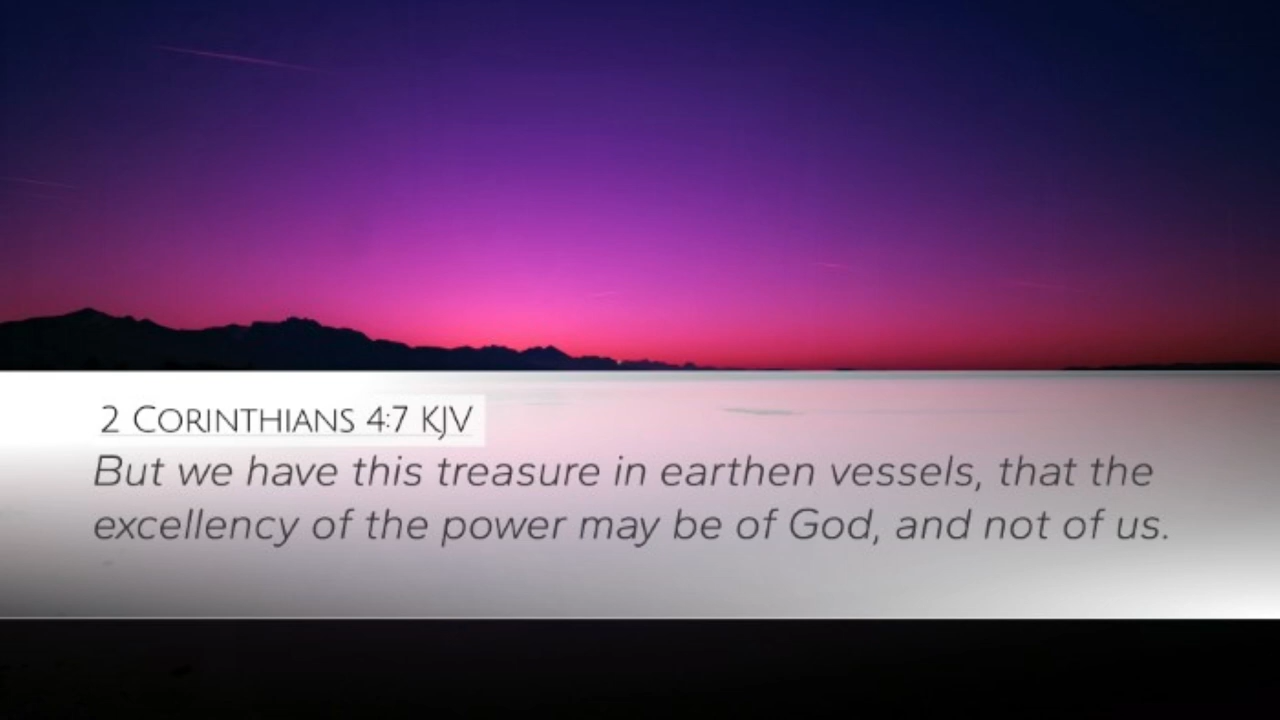 2 Corinthians 4:7 KJV
But we have this treasure in earthen vessels, that the
excellency of the power may be of God, and not of us.